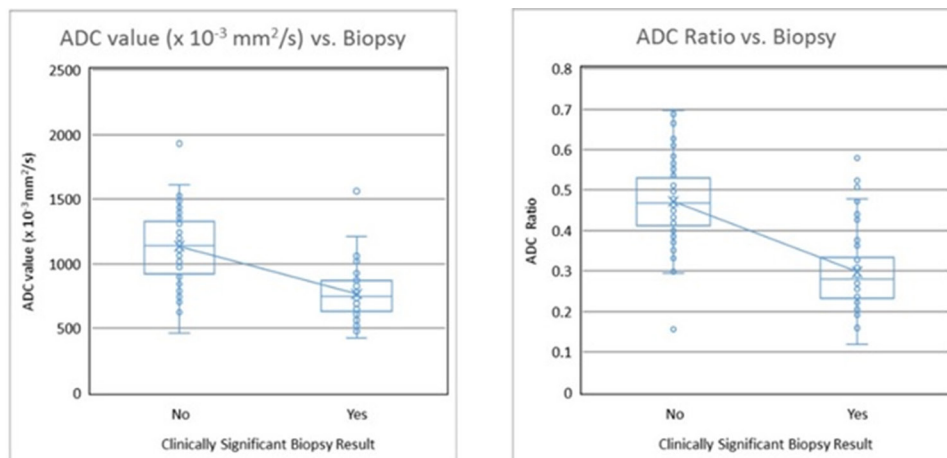 ADC value (x 10⁻³ mm²/s) vs. Biopsy
2500
2000
1500
1000
500
0
ADC value (x 10⁻³ mm²/s)
No Yes
Clinically Significant Biopsy Result
ADC Ratio vs. Biopsy
0.8
0.7
0.6
0.5
0.4
0.3
0.2
0.1
0
ADC Ratio
No Yes
Clinically Significant Biopsy Result